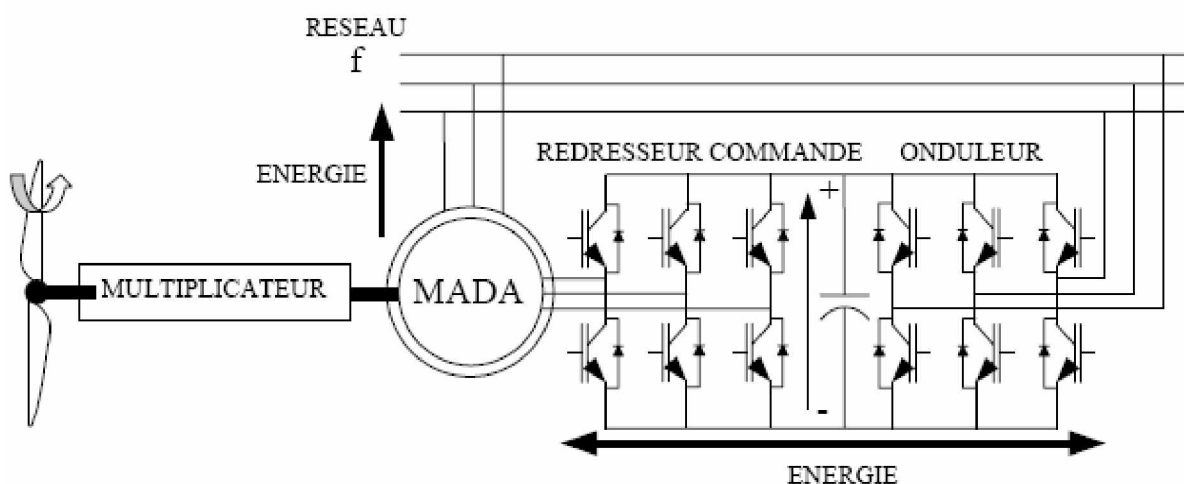 RESEAU
f
ENERGIE
REDRESSEUR COMMANDE
ONDULEUR
+
MULTIPLICATEUR
MADA
-
ENERGIE